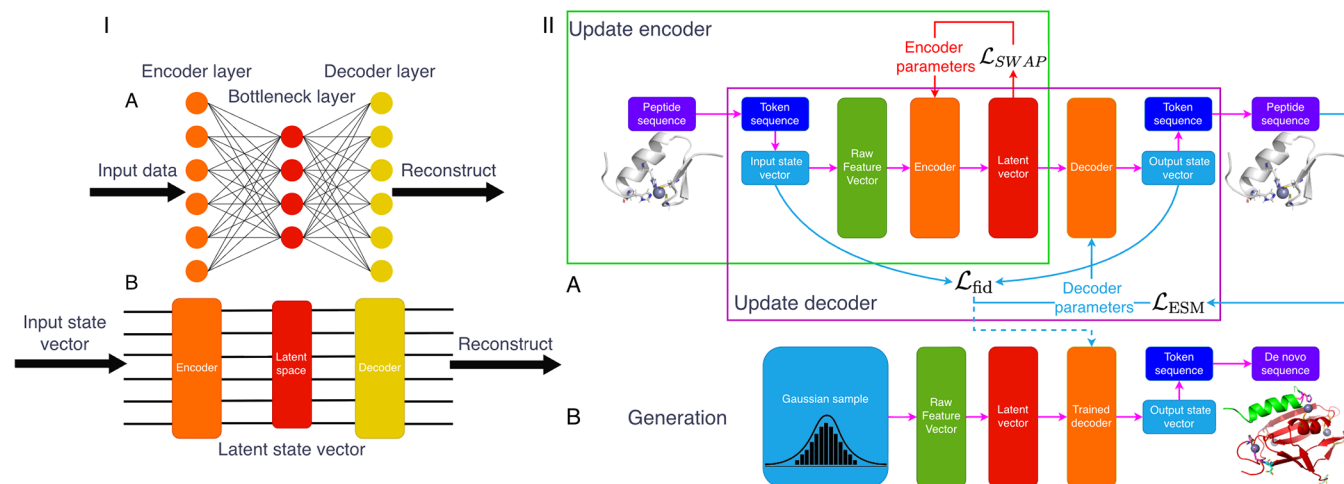 I
Encoder layer
Decoder layer
A
Bottleneck layer
Input data
Reconstruct
B
Input state
vector
Encoder
Latent
space
Decoder
Reconstruct
Latent state vector
II
Update encoder
Encoder
parameters
ℒSWAP
Peptide
sequence
Token
sequence
Input state
vector
Raw
Feature
Vector
Encoder
Latent
vector
Decoder
Token
sequence
Output state
vector
Peptide
sequence
A
ℒfid
Update decoder
Decoder
parameters
ℒESM
B
Generation
Gaussian sample
Raw
Feature
Vector
Latent
vector
Trained
decoder
Token
sequence
Output state
vector
De novo
sequence